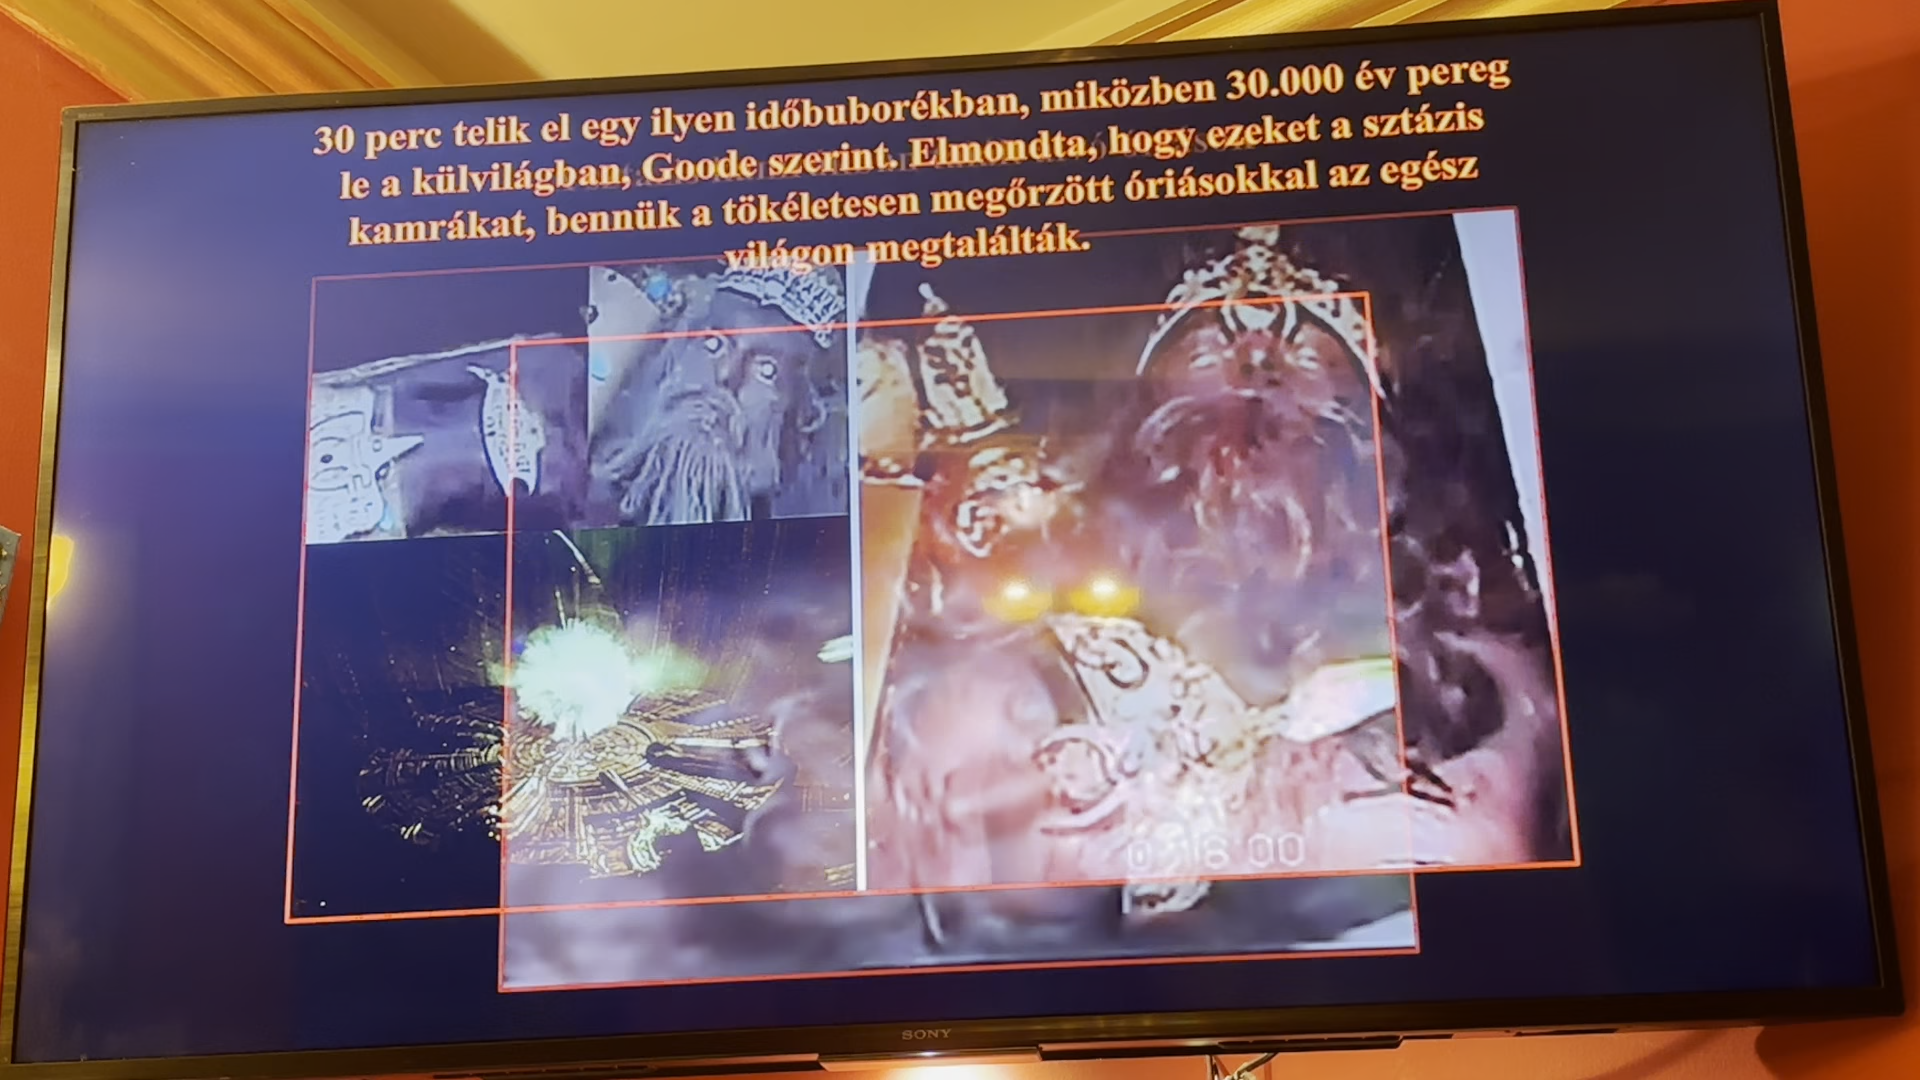 30 perc telik el egy ilyen időbuborékban, miközben 30.000 év pereg
le a külvilágban, Goode szerint. Elmondta, hogy ezeket a sztázis
kamrákat, bennük a tökéletesen megőrzött óriásokkal az egész
világon megtalálták.
SONY